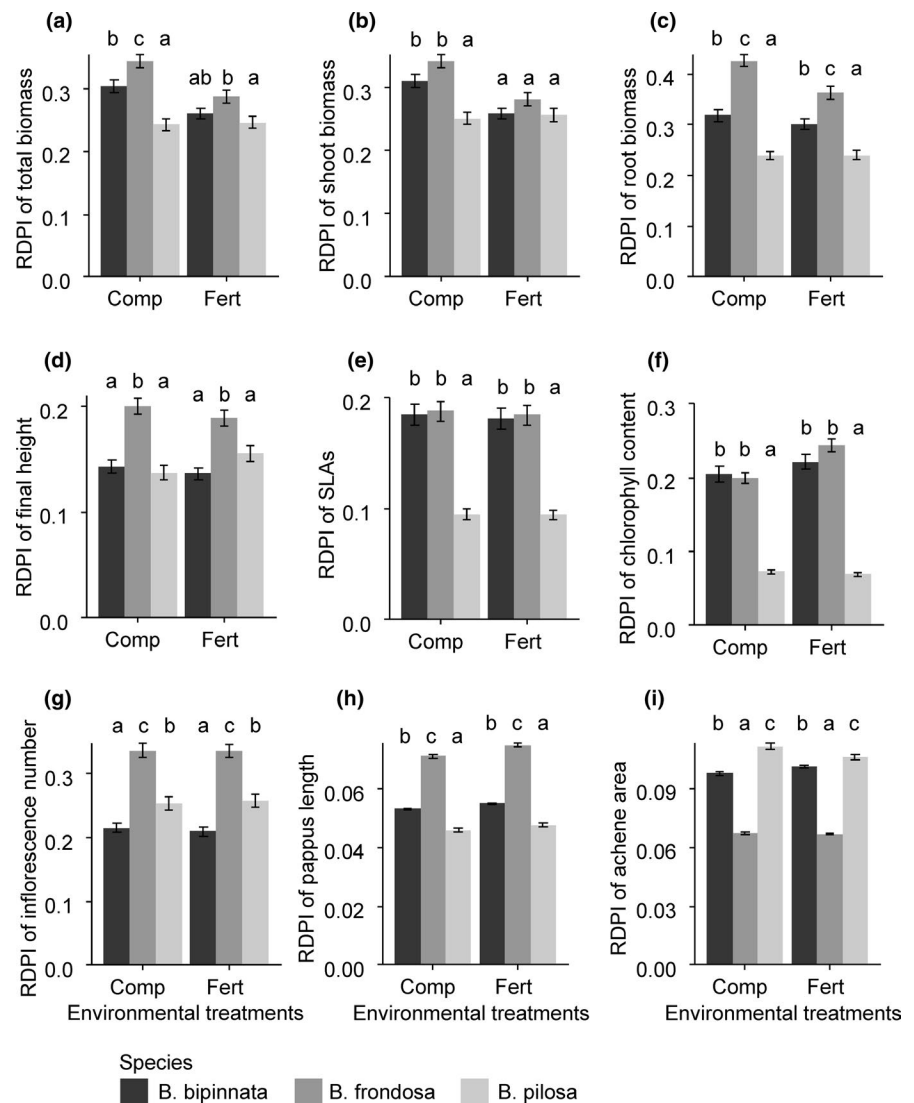 (a)
b c a
ab b a
RDPI of total biomass
0.3
0.2
0.1
0.0
Comp Fert
(b)
b b a
a a a
RDPI of shoot biomass
0.3
0.2
0.1
0.0
Comp Fert
(c)
b c a
b c a
RDPI of root biomass
0.4
0.3
0.2
0.1
0.0
Comp Fert
(d)
a b a
a b a
RDPI of final height
0.2
0.1
0.0
Comp Fert
(e)
b b a
b b a
RDPI of SLAs
0.2
0.1
0.0
Comp Fert
(f)
b b a
b b a
RDPI of chlorophyll content
0.3
0.2
0.1
0.0
Comp Fert
(g)
a c b
a c b
RDPI of inflorescence number
0.3
0.2
0.1
0.0
Comp Fert
Environmental treatments
(h)
b c a
b c a
RDPI of pappus length
0.06
0.04
0.02
0.00
Comp Fert
Environmental treatments
(i)
b a c
b a c
RDPI of achene area
0.09
0.06
0.03
0.00
Comp Fert
Environmental treatments
Species
B. bipinnata B. frondosa B. pilosa